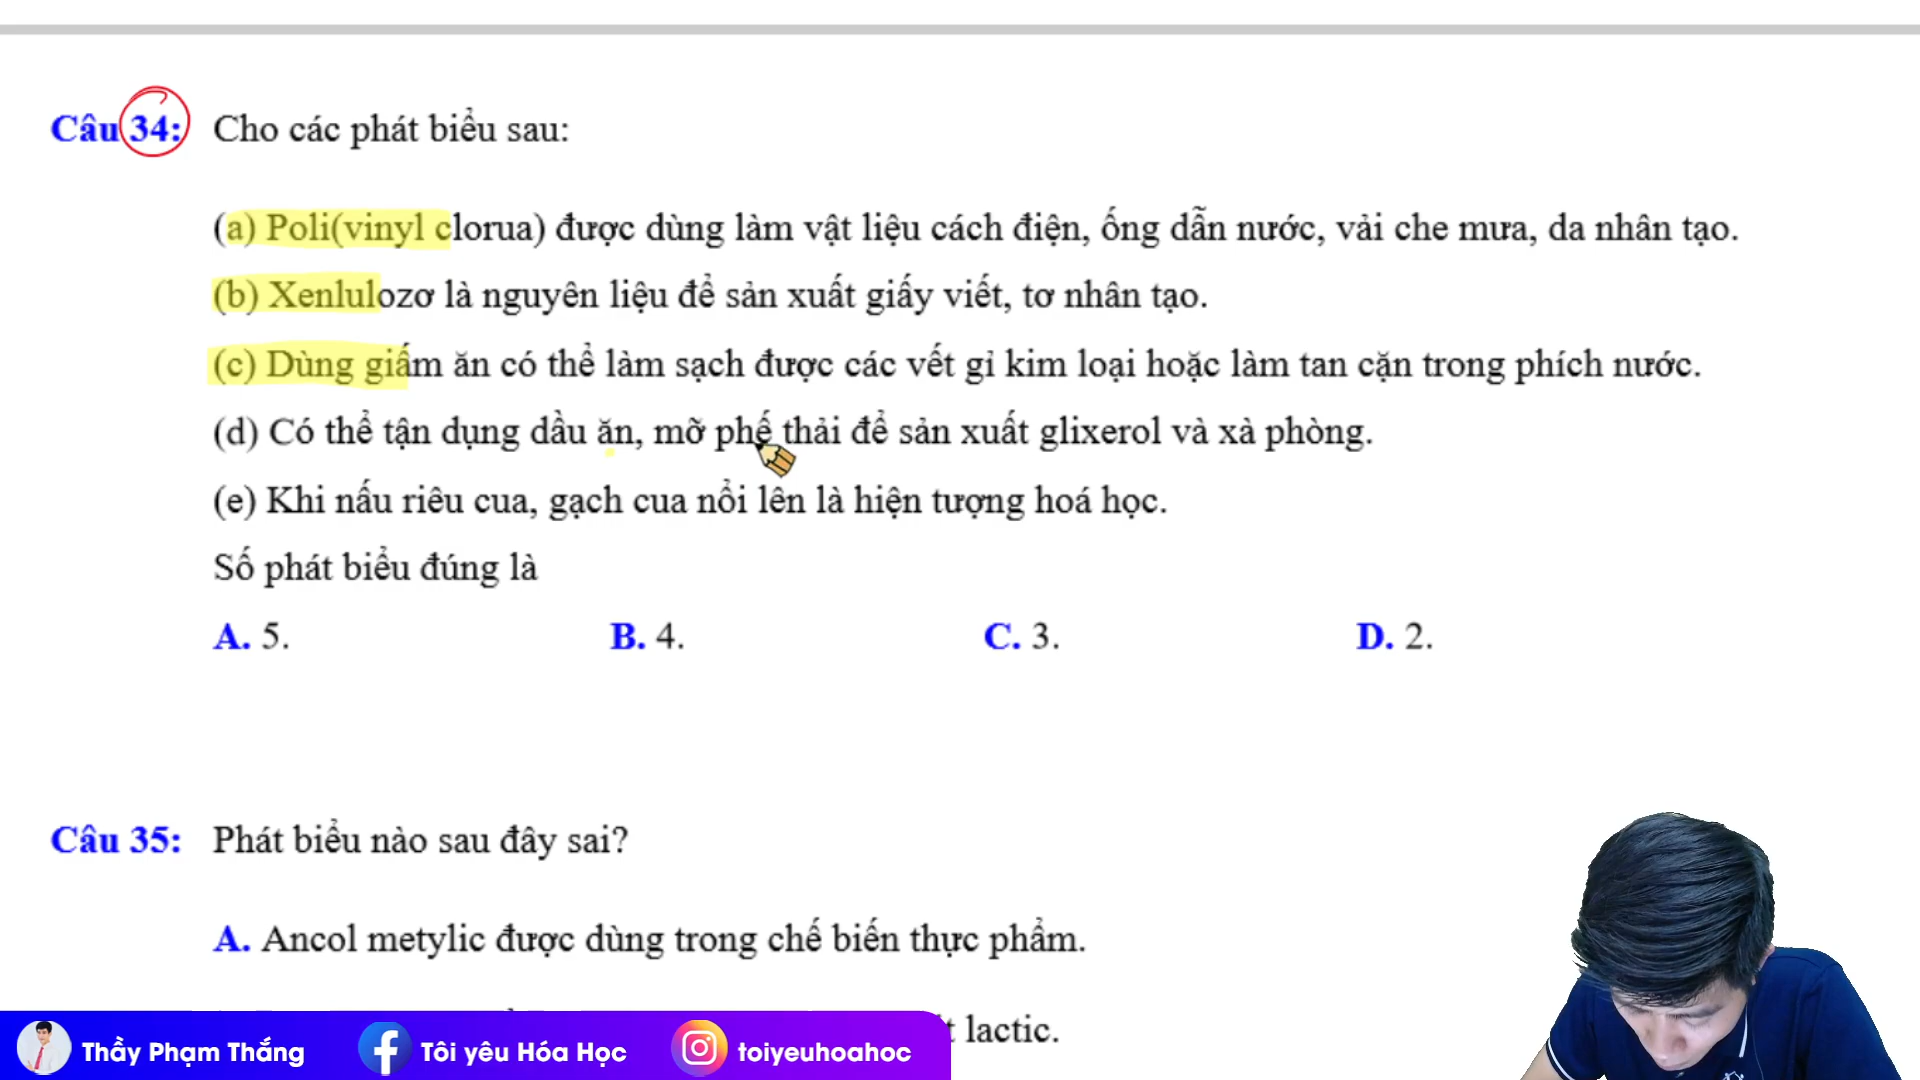 Câu 34: Cho các phát biểu sau:
(a) Poli(vinyl clorua) được dùng làm vật liệu cách điện, ống dẫn nước, vải che mưa, da nhân tạo.
(b) Xenlulozơ là nguyên liệu để sản xuất giấy viết, tơ nhân tạo.
(c) Dùng giấm ăn có thể làm sạch được các vết gỉ kim loại hoặc làm tan cặn trong phích nước.
(d) Có thể tận dụng dầu ăn, mỡ phế thải để sản xuất glixerol và xà phòng.
(e) Khi nấu riêu cua, gạch cua nổi lên là hiện tượng hoá học.
Số phát biểu đúng là
A. 5. B. 4. C. 3. D. 2.
Câu 35: Phát biểu nào sau đây sai?
A. Ancol metylic được dùng trong chế biến thực phẩm.
lactic.
Thầy Phạm Thắng Tôi yêu Hóa Học toiyeuhoahoc